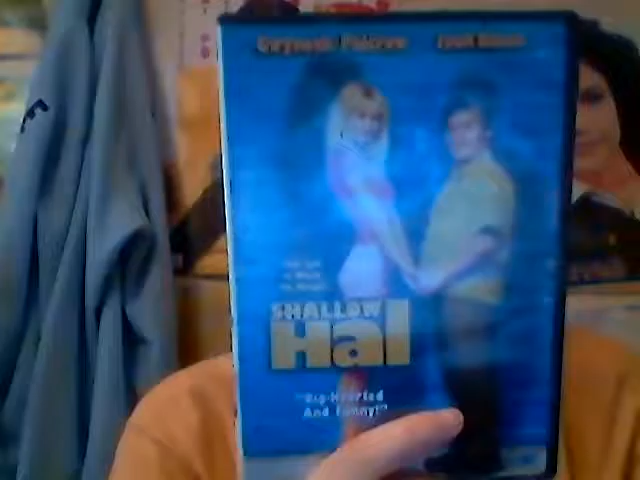 Gwyneth Paltrow Jack Black
SHALLOW
Hal
"Big-Hearted
And Funny!"